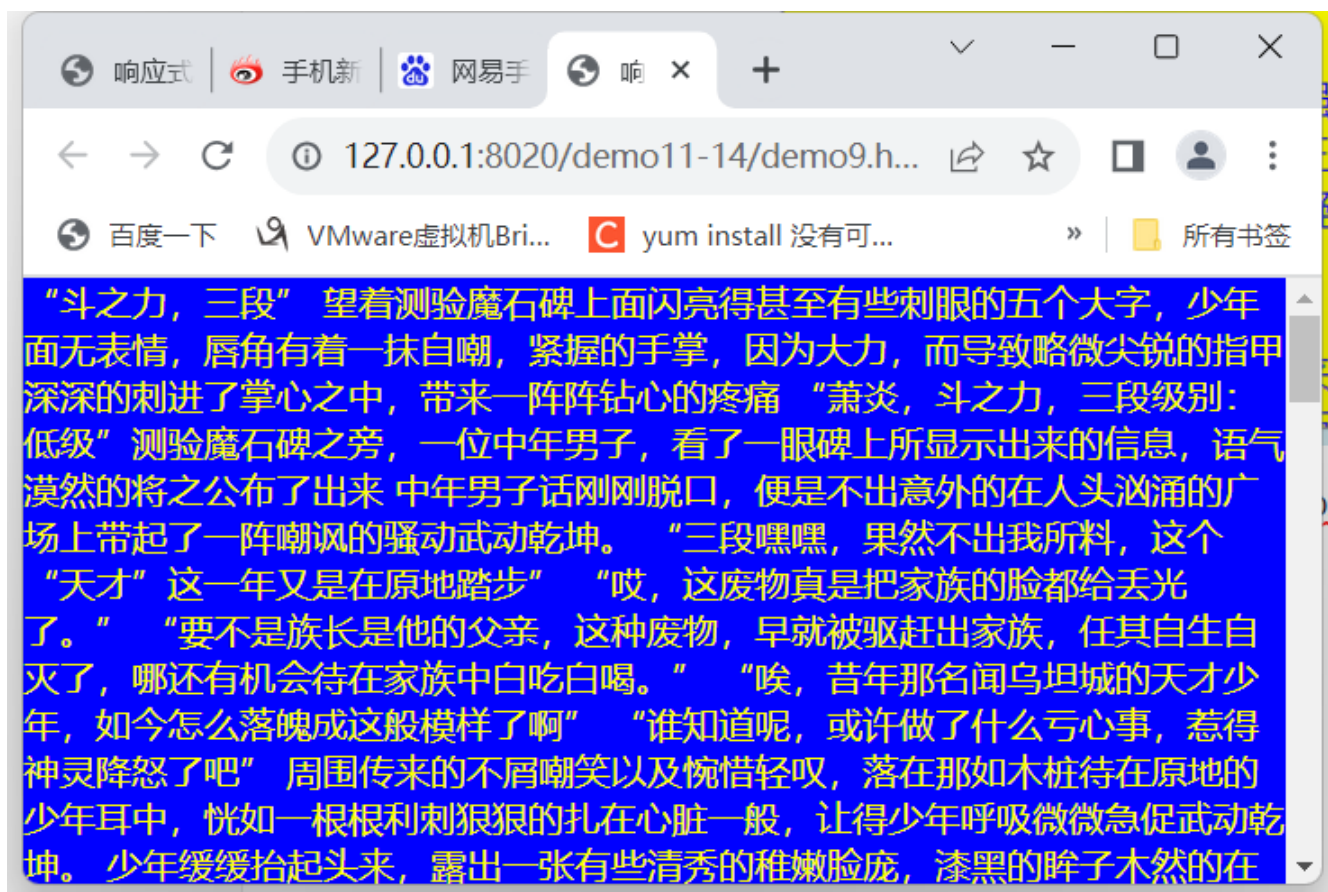 响应式
手机新
网易手
响
127.0.0.1:8020/demo11-14/demo9.h...
百度一下 VMware虚拟机Bri... C yum install 没有可... » 所有书签
“斗之力，三段” 望着测验魔石碑上面闪亮得甚至有些刺眼的五个大字，少年
面无表情，唇角有着一抹自嘲，紧握的手掌，因为大力，而导致略微尖锐的指甲
深深的刺进了掌心之中，带来一阵阵钻心的疼痛 “萧炎，斗之力，三段级别：
低级”测验魔石碑之旁，一位中年男子，看了一眼碑上所显示出来的信息，语气
漠然的将之公布了出来 中年男子话刚刚脱口，便是不出意外的在人头汹涌的广
场上带起了一阵嘲讽的骚动武动乾坤。 “三段嘿嘿，果然不出我所料，这个
“天才”这一年又是在原地踏步” “哎，这废物真是把家族的脸都给丢光
了。” “要不是族长是他的父亲，这种废物，早就被驱赶出家族，任其自生自
灭了，哪还有机会待在家族中白吃白喝。” “唉，昔年那名闻乌坦城的天才少
年，如今怎么落魄成这般模样了啊” “谁知道呢，或许做了什么亏心事，惹得
神灵降怒了吧” 周围传来的不屑嘲笑以及惋惜轻叹，落在那如木桩待在原地的
少年耳中，恍如一根根利刺狠狠的扎在心脏一般，让得少年呼吸微微急促武动乾
坤。 少年缓缓抬起头来，露出一张有些清秀的稚嫩脸庞，漆黑的眸子木然的在